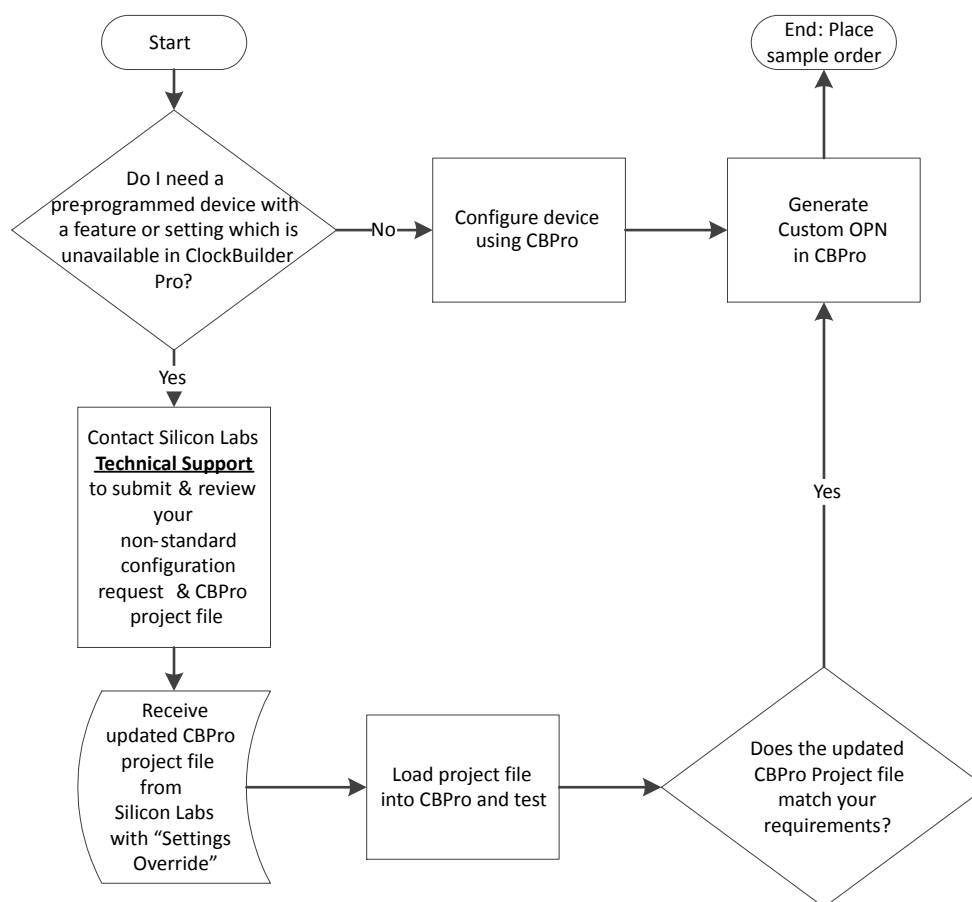 Start
End: Place
sample order
Do I need a
pre-programmed device with
a feature or setting which is
unavailable in ClockBuilder
Pro?
No
Configure device
using CBPro
Generate
Custom OPN
in CBPro
Yes
Contact Silicon Labs
Technical Support
to submit & review
your
non-standard
configuration
request & CBPro
project file
Yes
Receive
updated CBPro
project file
from
Silicon Labs
with “Settings
Override”
Load project file
into CBPro and test
Does the updated
CBPro Project file
match your
requirements?